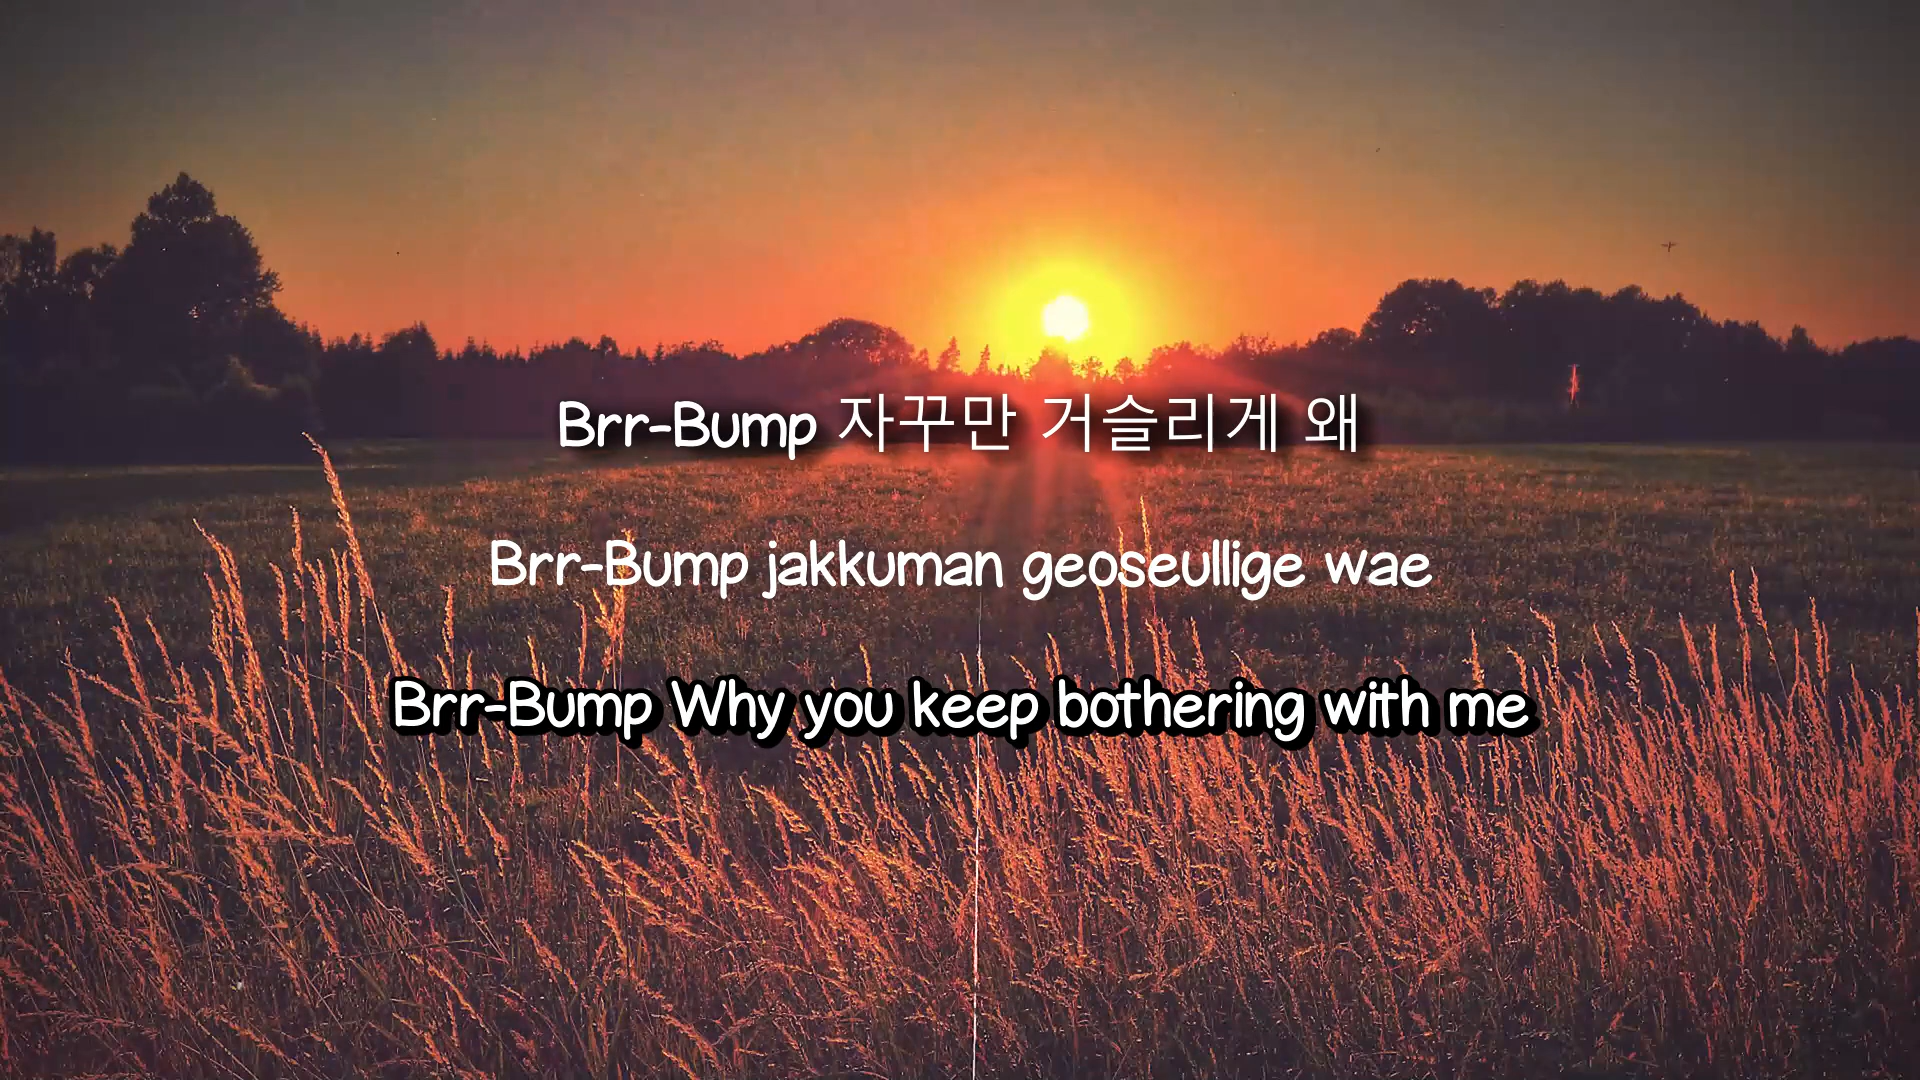 Brr-Bump 자꾸만 거슬리게 왜
Brr-Bump jakkuman geoseullige wae
Brr-Bump Why you keep bothering with me